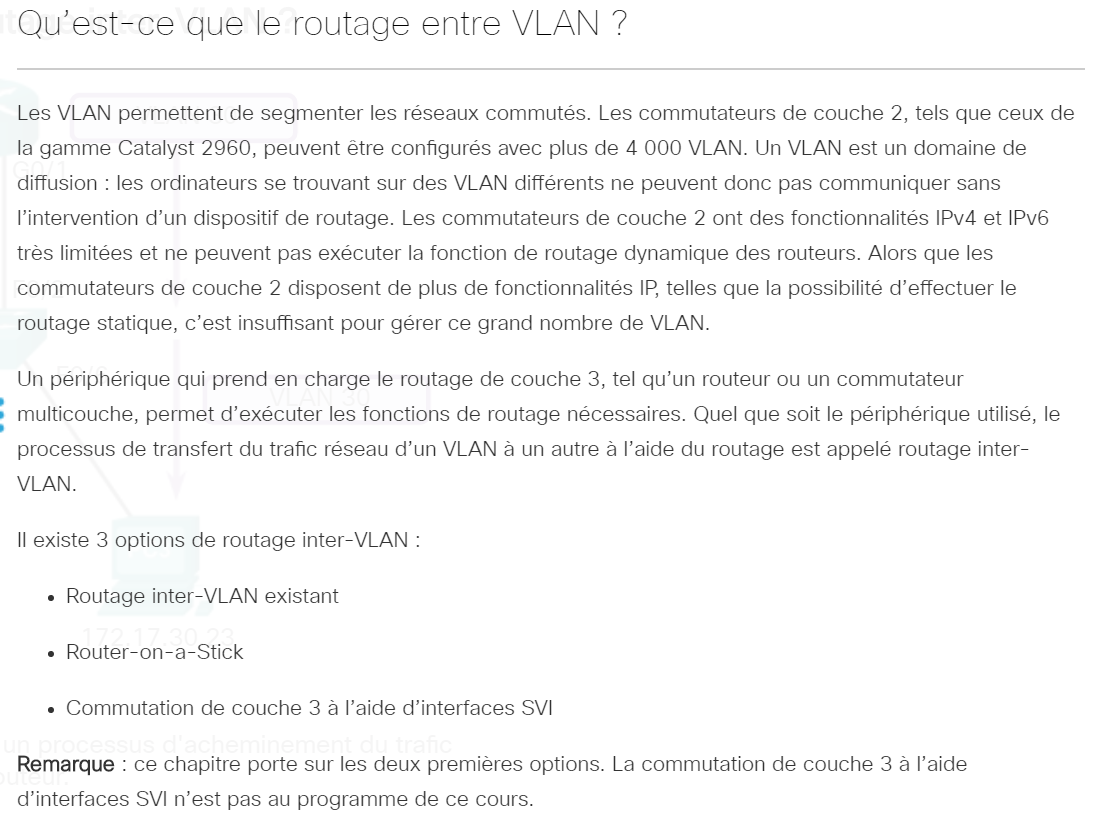 Qu'est-ce que le routage entre VLAN ?
Les VLAN permettent de segmenter les réseaux commutés. Les commutateurs de couche 2, tels que ceux de
la gamme Catalyst 2960, peuvent être configurés avec plus de 4 000 VLAN. Un VLAN est un domaine de
diffusion : les ordinateurs se trouvant sur des VLAN différents ne peuvent donc pas communiquer sans
l'intervention d'un dispositif de routage. Les commutateurs de couche 2 ont des fonctionnalités IPv4 et IPv6
très limitées et ne peuvent pas exécuter la fonction de routage dynamique des routeurs. Alors que les
commutateurs de couche 2 disposent de plus de fonctionnalités IP, telles que la possibilité d'effectuer le
routage statique, c'est insuffisant pour gérer ce grand nombre de VLAN.
Un périphérique qui prend en charge le routage de couche 3, tel qu'un routeur ou un commutateur
VLAN 30
multicouche, permet d'exécuter les fonctions de routage nécessaires. Quel que soit le périphérique utilisé, le
processus de transfert du trafic réseau d'un VLAN à un autre à l'aide du routage est appelé routage inter-
VLAN.
Il existe 3 options de routage inter-VLAN :
• Routage inter-VLAN existant
172.17.30.23
• Router-on-a-Stick
• Commutation de couche 3 à l'aide d'interfaces SVI
un processus d'acheminement du trafic
Remarque : ce chapitre porte sur les deux premières options. La commutation de couche 3 à l'aide
d'interfaces SVI n'est pas au programme de ce cours.